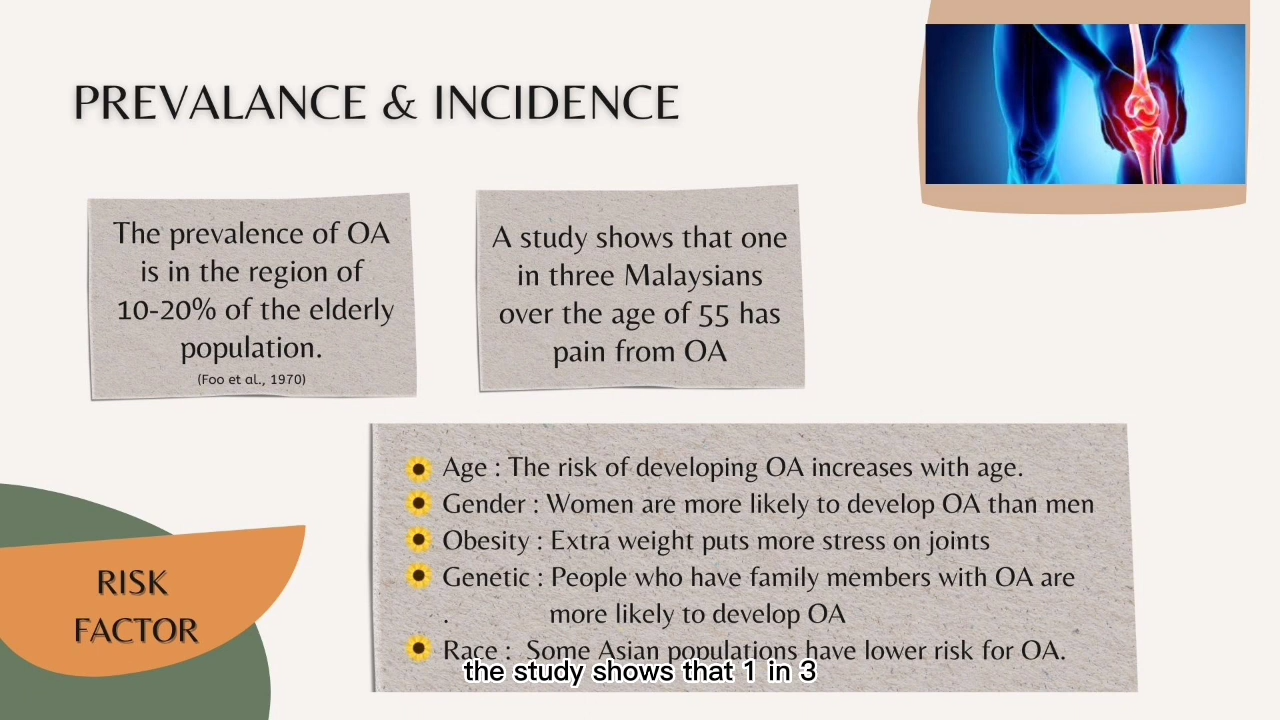 PREVALANCE & INCIDENCE
The prevalence of OA
is in the region of
10-20% of the elderly
population.
(Foo et al., 1970)
A study shows that one
in three Malaysians
over the age of 55 has
pain from OA
RISK
FACTOR
Age : The risk of developing OA increases with age.
Gender : Women are more likely to develop OA than men
Obesity : Extra weight puts more stress on joints
Genetic : People who have family members with OA are
. more likely to develop OA
Race : Some Asian populations have lower risk for OA.
the study shows that 1 in 3